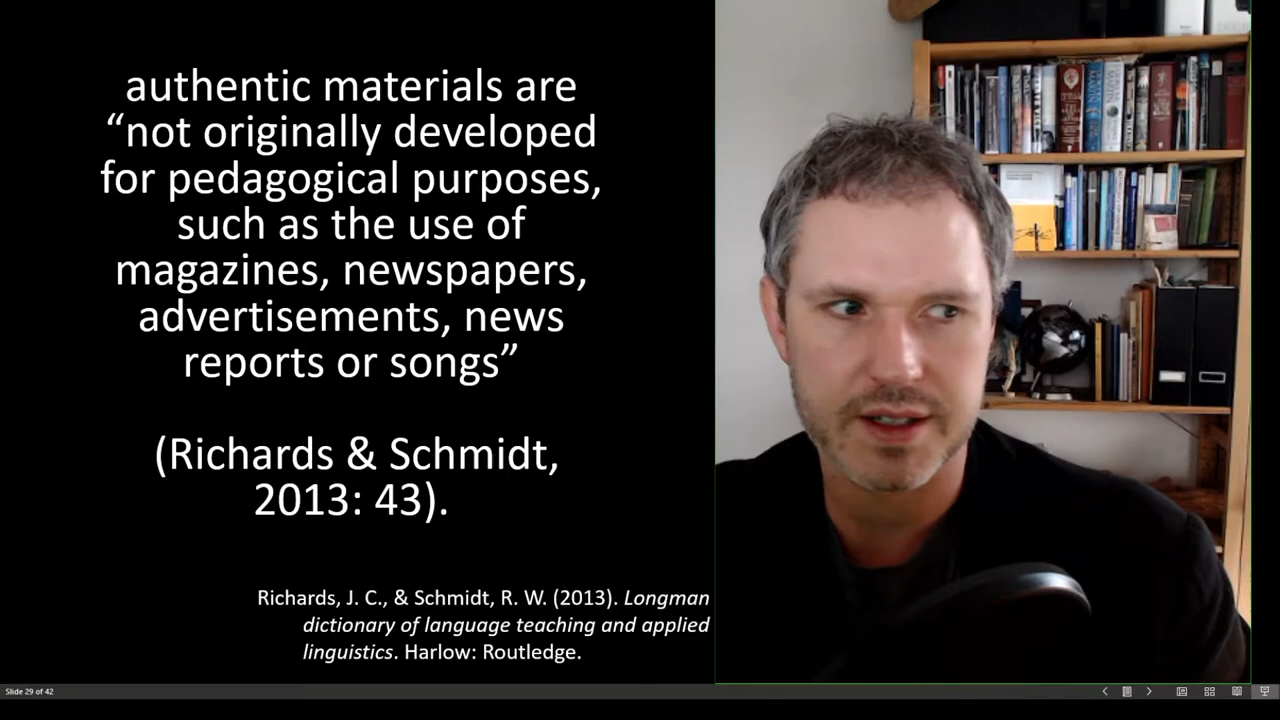 authentic materials are
“not originally developed
for pedagogical purposes,
such as the use of
magazines, newspapers,
advertisements, news
reports or songs”
(Richards & Schmidt,
2013: 43).
Richards, J. C., & Schmidt, R. W. (2013). Longman
dictionary of language teaching and applied
linguistics. Harlow: Routledge.
Slide 29 of 42